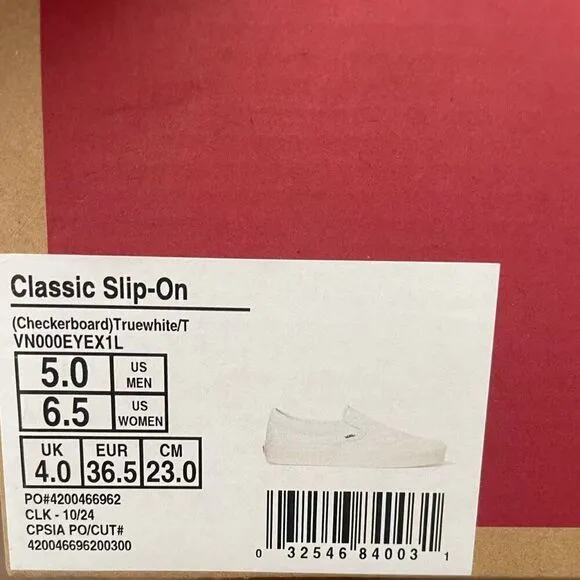 Classic Slip-On
(Checkerboard)Truewhite/T
VN000EYEX1L
5.0 US MEN
6.5 US WOMEN
UK EUR CM
4.0 36.5 23.0
PO#4200466962
CLK - 10/24
CPSIA PO/CUT#
420046696200300
0 32546 84003 1